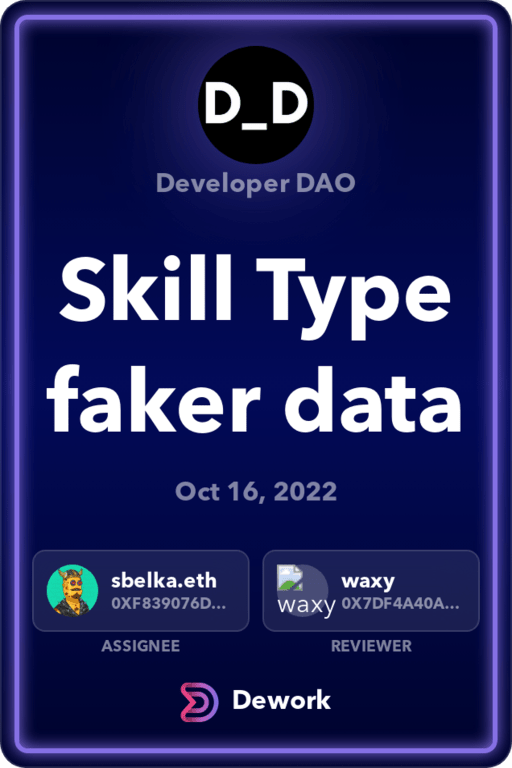 D_D
Developer DAO
Skill Type
faker data
Oct 16, 2022
sbelka.eth
0XF839076D...
ASSIGNEE
waxy
waxy
0X7DF4A40A...
REVIEWER
Dework